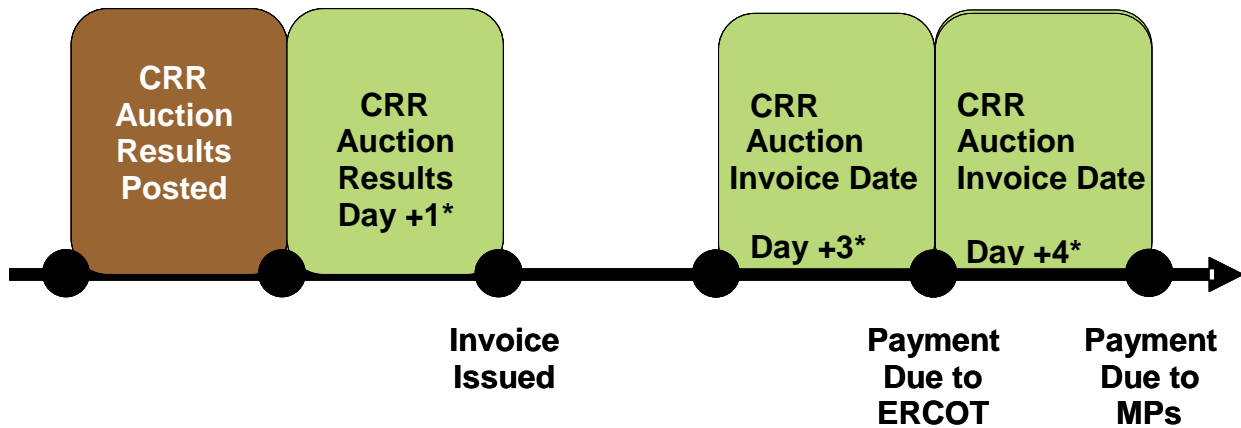 CRR
Auction
Results
Posted
CRR
Auction
Results
Day +1*
CRR
Auction
Invoice Date
Day +3*
CRR
Auction
Invoice Date
Day +4*
Invoice
Issued
Payment
Due to
ERCOT
Payment
Due to
MPs